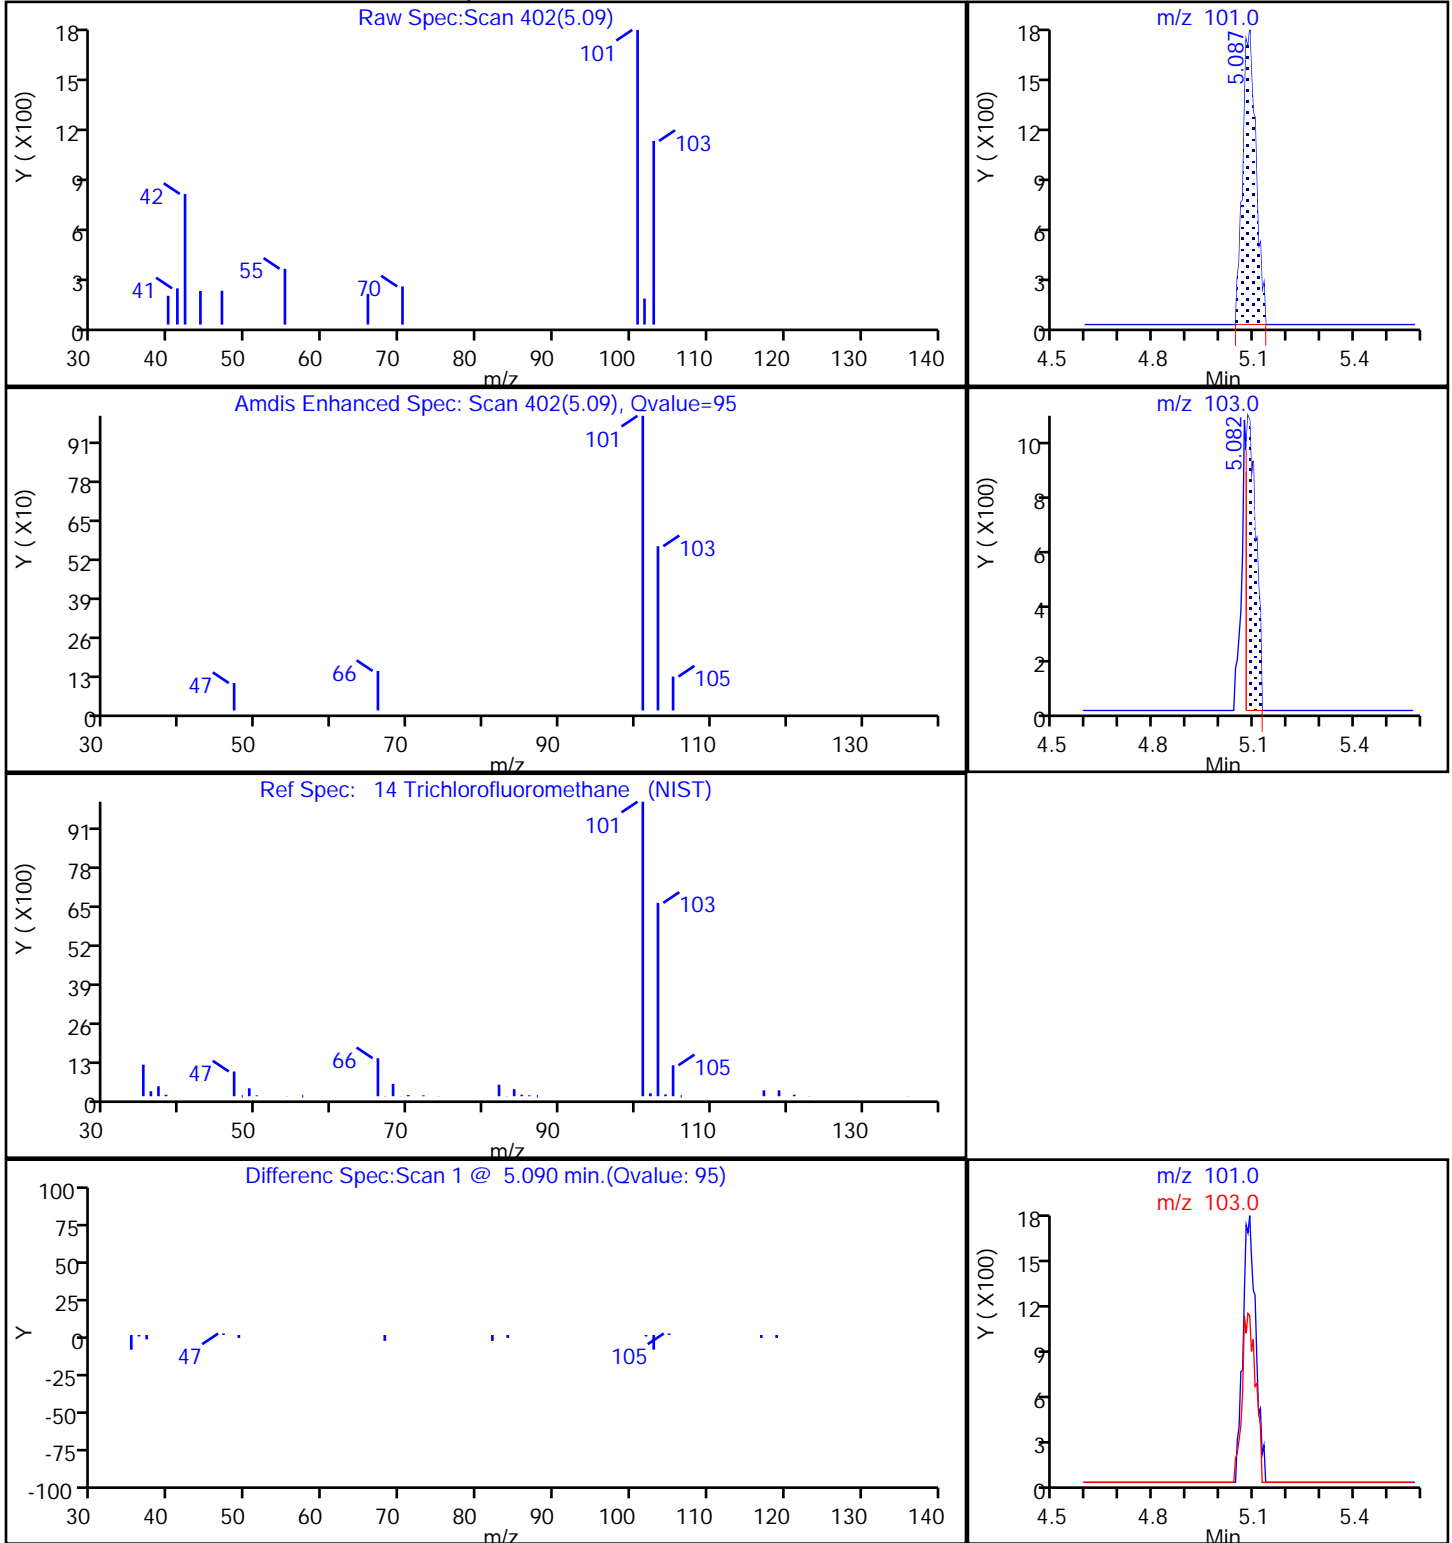 Raw Spec:Scan 402(5.09)
Y ( X100)
18
15
12
9
6
3
0
101
103
42
41
55
70
30 40 50 60 70 80 90 100 110 120 130 140
m/z
m/z 101.0
Y ( X100)
18
15
12
9
6
3
0
5.087
4.5 4.8 5.1 5.4
Min
Amdis Enhanced Spec: Scan 402(5.09), Qvalue=95
Y ( X10)
91
78
65
52
39
26
13
0
101
103
105
66
47
30 50 70 90 110 130
m/z
m/z 103.0
Y ( X100)
10
8
6
4
2
0
5.082
4.5 4.8 5.1 5.4
Min
Ref Spec: 14 Trichlorofluoromethane (NIST)
Y ( X100)
91
78
65
52
39
26
13
0
101
103
105
66
47
30 50 70 90 110 130
m/z
Differenc Spec:Scan 1 @ 5.090 min.(Qvalue: 95)
Y
100
75
50
25
0
-25
-50
-75
-100
47
105
30 40 50 60 70 80 90 100 110 120 130 140
m/z
m/z 101.0
m/z 103.0
Y ( X100)
18
15
12
9
6
3
0
4.5 4.8 5.1 5.4
Min